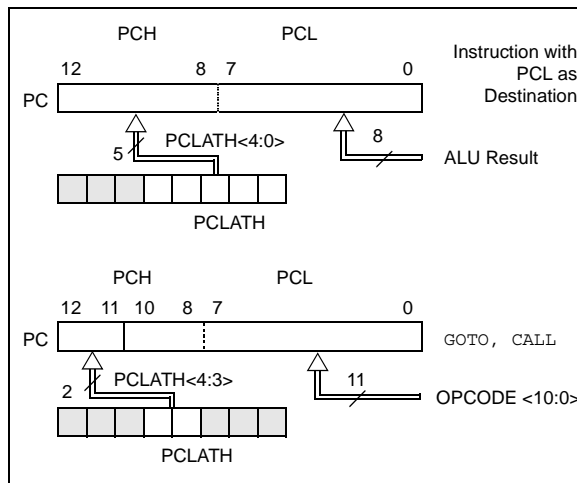 PCH PCL
12 8 7 0
Instruction with
PCL as
Destination
PC
PCLATH<4:0>
5
8
ALU Result
PCLATH
PCH PCL
12 11 10 8 7 0
PC
GOTO, CALL
PCLATH<4:3>
2
11
OPCODE <10:0>
PCLATH